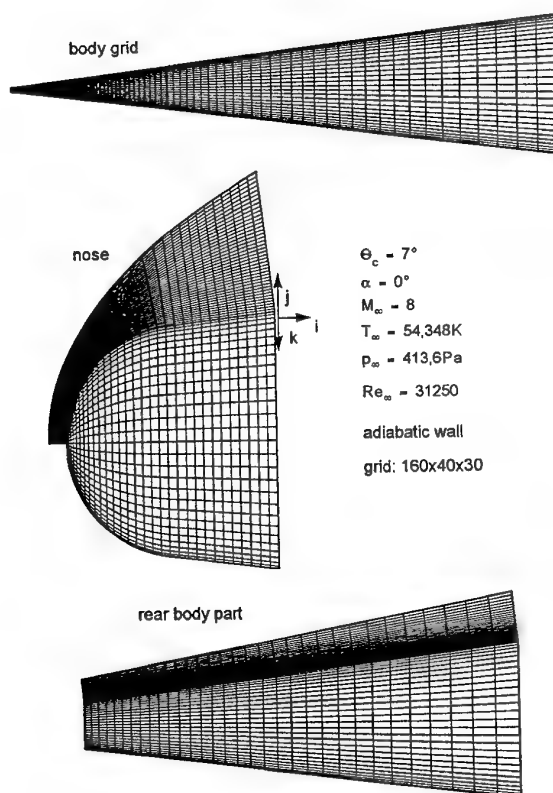 body grid
nose
j
i
k
Θc = 7°
α = 0°
M∞ = 8
T∞ = 54,348K
p∞ = 413,6Pa
Re∞ = 31250
adiabatic wall
grid: 160x40x30
rear body part